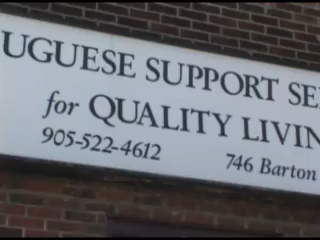 UGUESE SUPPORT SE
for QUALITY LIVIN
905-522-4612 746 Barton